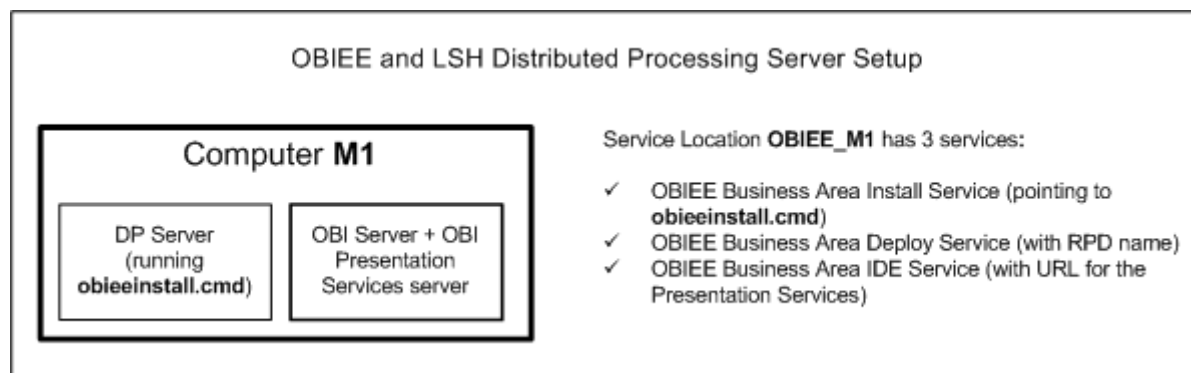 OBIEE and LSH Distributed Processing Server Setup
Computer M1
DP Server
(running
obieeinstall.cmd)
OBI Server + OBI
Presentation
Services server
Service Location OBIEE_M1 has 3 services:
✓ OBIEE Business Area Install Service (pointing to
obieeinstall.cmd)
✓ OBIEE Business Area Deploy Service (with RPD name)
✓ OBIEE Business Area IDE Service (with URL for the
Presentation Services)